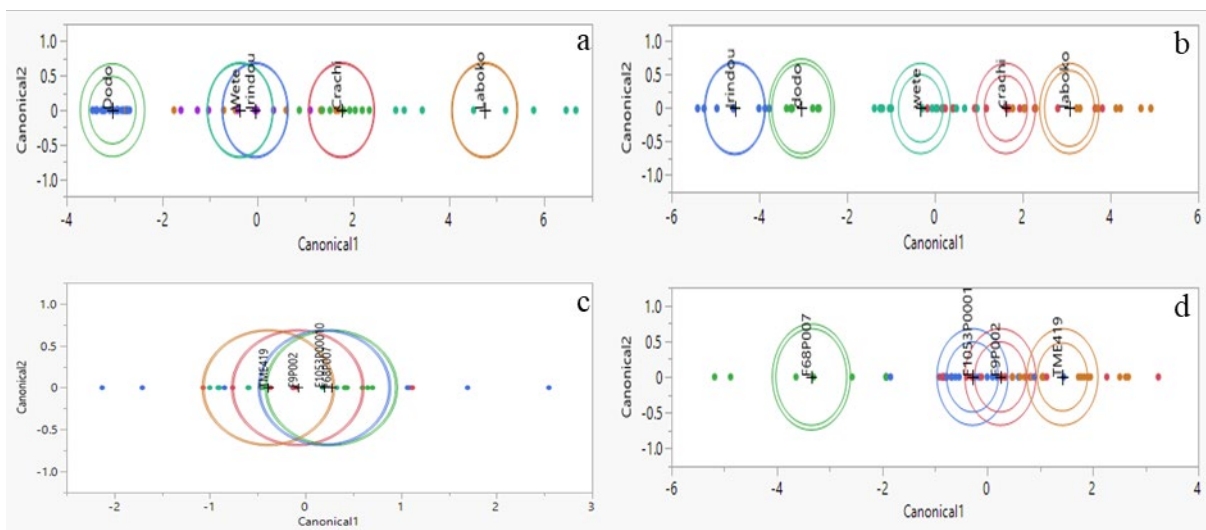 a
Canonical2
1.0
0.5
0.0
-0.5
-1.0
Dodo
Wete
Irindou
Crachi
Laboko
-4
-2
0
2
4
6
Canonical1
b
Canonical2
1.0
0.5
0.0
-0.5
-1.0
Irindou
dodo
wete
crachi
laboko
-6
-4
-2
0
2
4
6
Canonical1
c
Canonical2
1.0
0.5
0.0
-0.5
-1.0
TME419
F9P002
F68P007
-2
-1
0
1
2
3
Canonical1
d
Canonical2
1.0
0.5
0.0
-0.5
-1.0
F68P007
F1053P0001
F9P002
TME419
-6
-4
-2
0
2
4
Canonical1